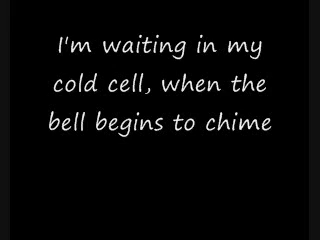 I'm waiting in my
cold cell, when the
bell begins to chime